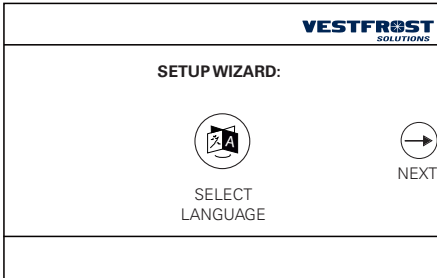 VESTFROST
SOLUTIONS
SETUP WIZARD:
A
NEXT
SELECT
LANGUAGE